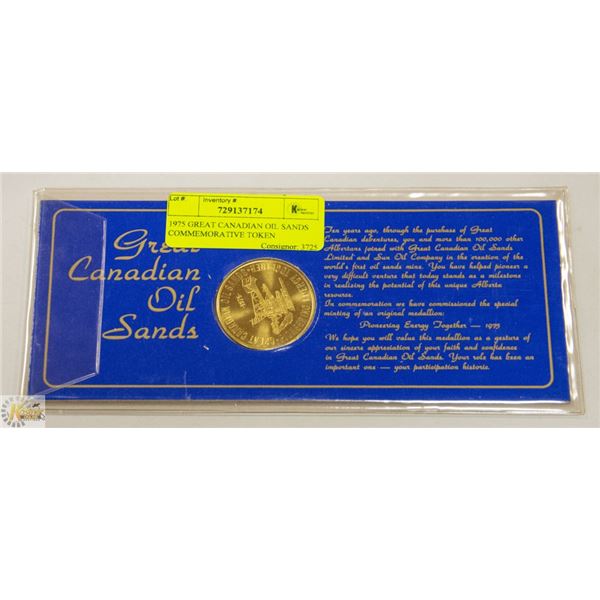 Lot #:
Inventory #
729137174
1975 GREAT CANADIAN OIL SANDS
COMMEMORATIVE TOKEN
Consignor: 3725
Great
Canadian
Oil
Sands
Ten years ago, through the purchase of Great
Canadian debentures, you and more than 100,000 other
Albertans joined with Great Canadian Oil Sands
Limited and Sun Oil Company in the creation of the
world's first oil sands mine. You have helped pioneer a
very difficult venture that today stands as a milestone
in realising the potential of this unique Alberta
resource.
In commemoration we have commissioned the special
minting of an original medallion:
Pioneering Energy Together — 1975
We hope you will value this medallion as a gesture of
our sincere appreciation of your faith and confidence
in Great Canadian Oil Sands. Your role has been an
important one — your participation historic.
GREAT CANADIAN OIL